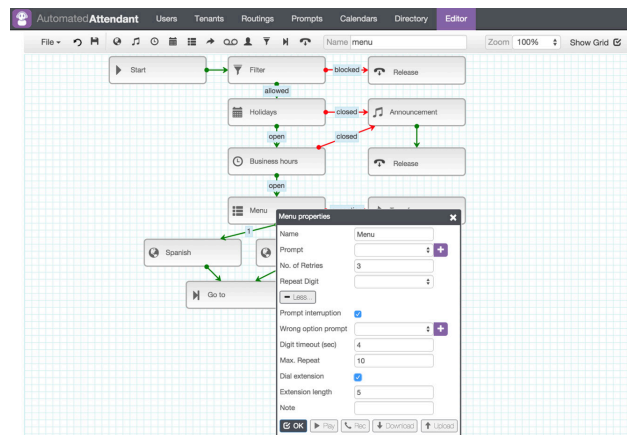 AutomatedAttendant Users Tenants Routings Prompts Calendars Directory Editor
File Name menu Zoom 100% Show Grid
Start Filter blocked Release
allowed
Holidays closed Announcement
open closed
Business hours Release
open
Menu
Menu properties
1
Name Menu
Spanish
Prompt
No. of Retries 3
Repeat Digit
Go to
Less...
Prompt interruption
Wrong option prompt
Digit timeout (sec) 4
Max. Repeat 10
Dial extension
Extension length 5
Note
OK Play Rec Download Upload